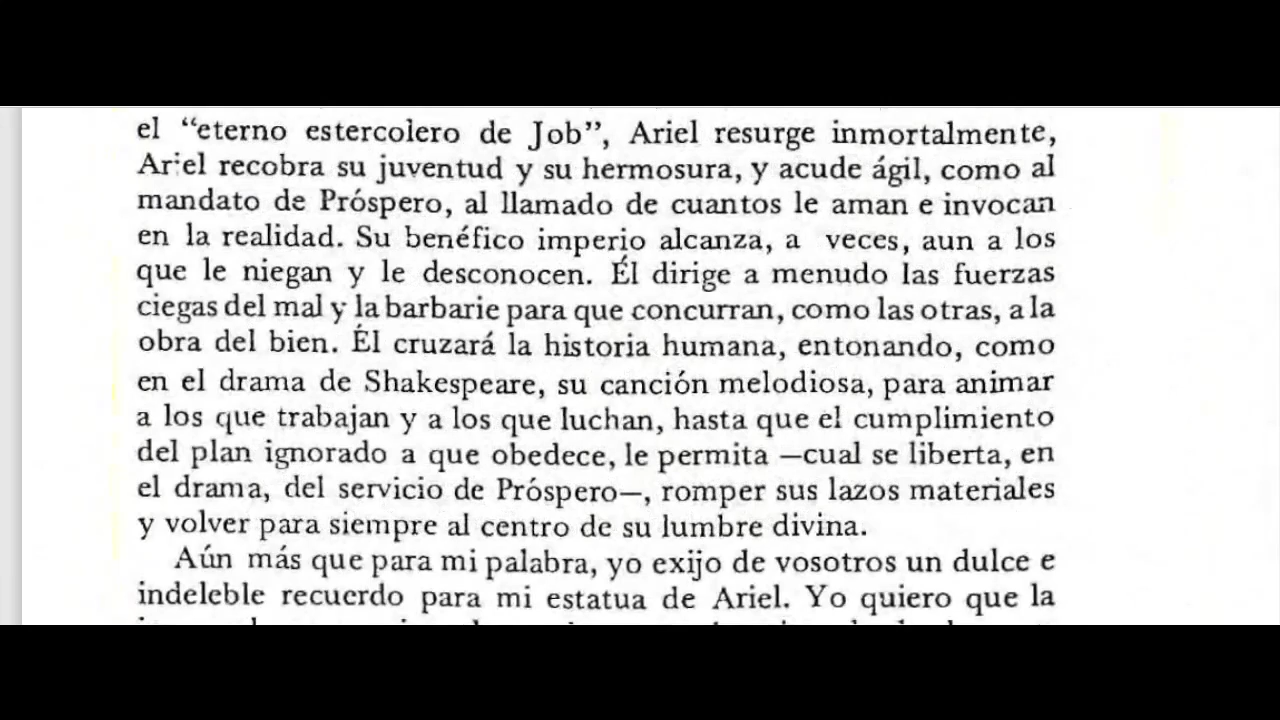 el “eterno estercolero de Job”, Ariel resurge inmortalmente,
Ariel recobra su juventud y su hermosura, y acude ágil, como al
mandato de Próspero, al llamado de cuantos le aman e invocan
en la realidad. Su benéfico imperio alcanza, a veces, aun a los
que le niegan y le desconocen. Él dirige a menudo las fuerzas
ciegas del mal y la barbarie para que concurran, como las otras, a la
obra del bien. Él cruzará la historia humana, entonando, como
en el drama de Shakespeare, su canción melodiosa, para animar
a los que trabajan y a los que luchan, hasta que el cumplimiento
del plan ignorado a que obedece, le permita —cual se liberta, en
el drama, del servicio de Próspero—, romper sus lazos materiales
y volver para siempre al centro de su lumbre divina.
Aún más que para mi palabra, yo exijo de vosotros un dulce e
indeleble recuerdo para mi estatua de Ariel. Yo quiero que la